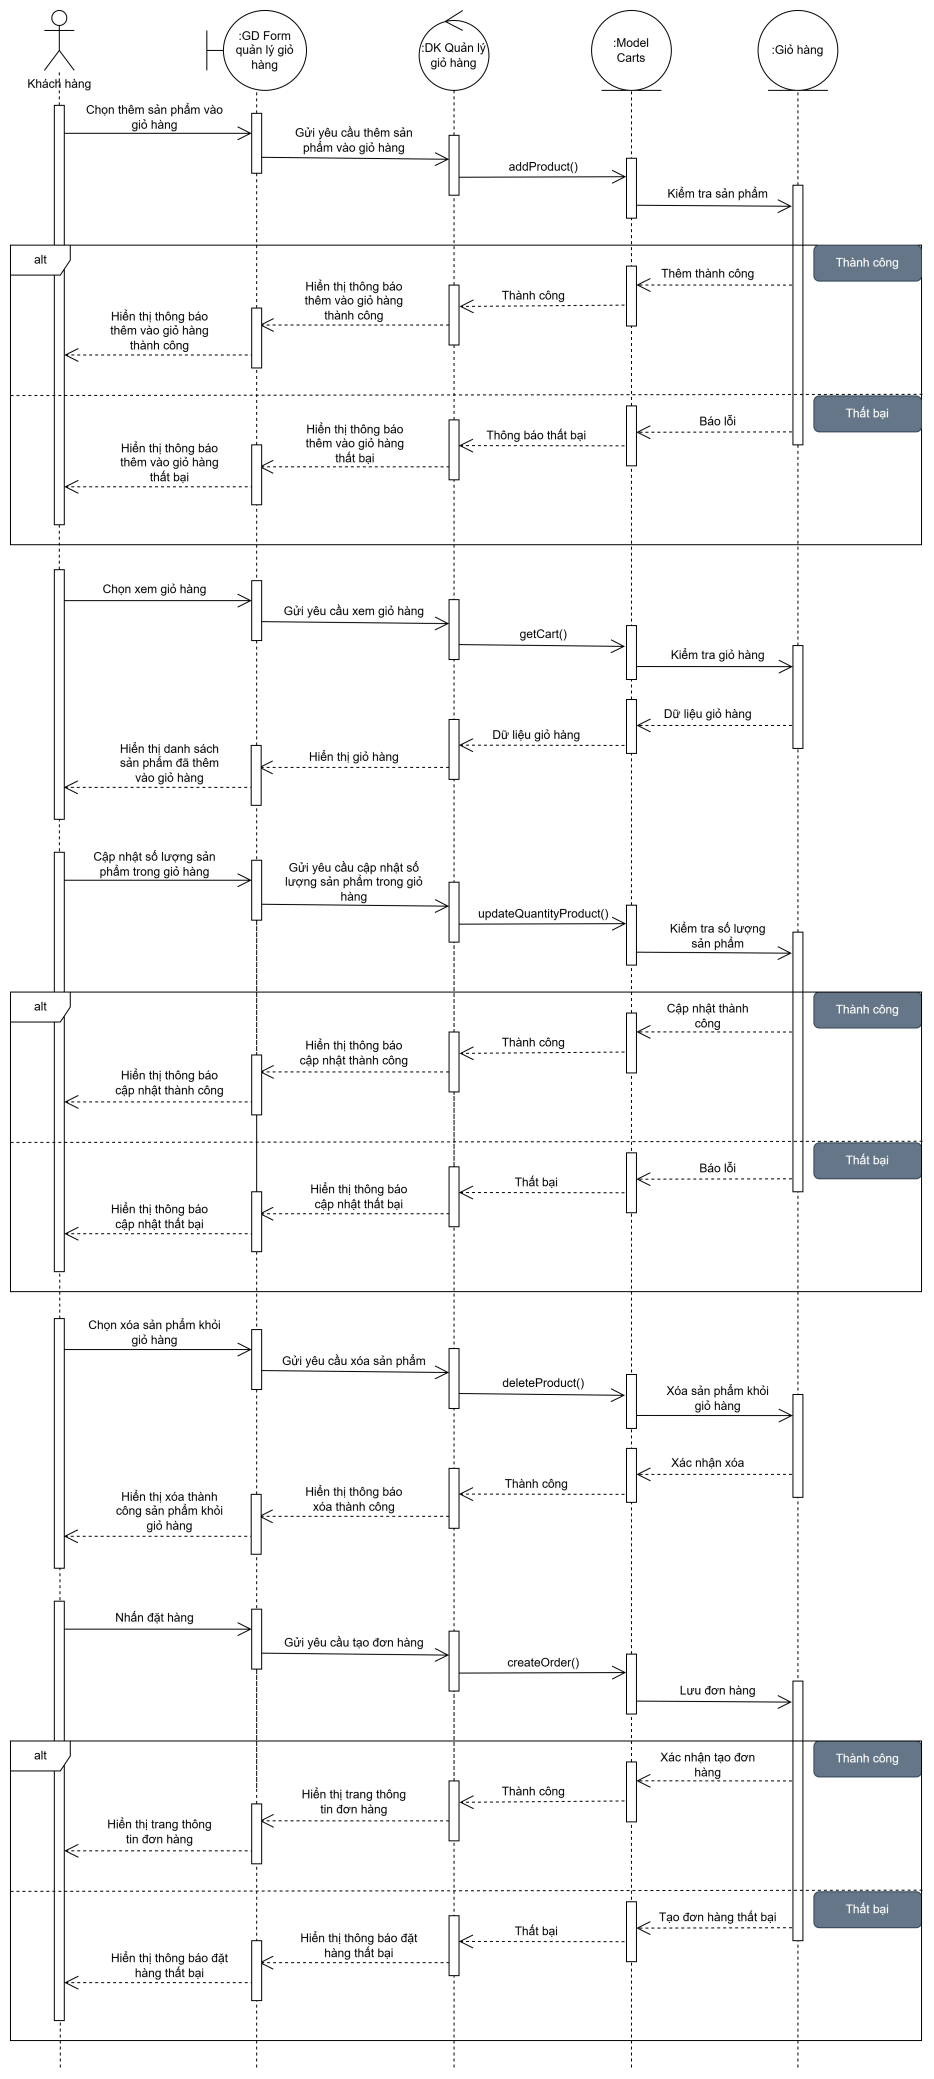 Khách hàng
:GD Form
quản lý giỏ
hàng
:DK Quản lý
giỏ hàng
:Model
Carts
:Giỏ hàng
Chọn thêm sản phẩm vào
giỏ hàng
Gửi yêu cầu thêm sản
phẩm vào giỏ hàng
addProduct()
Kiểm tra sản phẩm
alt
Thành công
Thêm thành công
Thành công
Hiển thị thông báo
thêm vào giỏ hàng
thành công
Hiển thị thông báo
thêm vào giỏ hàng
thành công
Thất bại
Báo lỗi
Thông báo thất bại
Hiển thị thông báo
thêm vào giỏ hàng
thất bại
Hiển thị thông báo
thêm vào giỏ hàng
thất bại
Chọn xem giỏ hàng
Gửi yêu cầu xem giỏ hàng
getCart()
Kiểm tra giỏ hàng
Dữ liệu giỏ hàng
Dữ liệu giỏ hàng
Hiển thị giỏ hàng
Hiển thị danh sách
sản phẩm đã thêm
vào giỏ hàng
Cập nhật số lượng sản
phẩm trong giỏ hàng
Gửi yêu cầu cập nhật số
lượng sản phẩm trong giỏ
hàng
updateQuantityProduct()
Kiểm tra số lượng
sản phẩm
alt
Thành công
Cập nhật thành
công
Thành công
Hiển thị thông báo
cập nhật thành công
Hiển thị thông báo
cập nhật thành công
Thất bại
Báo lỗi
Thất bại
Hiển thị thông báo
cập nhật thất bại
Hiển thị thông báo
cập nhật thất bại
Chọn xóa sản phẩm khỏi
giỏ hàng
Gửi yêu cầu xóa sản phẩm
deleteProduct()
Xóa sản phẩm khỏi
giỏ hàng
Xác nhận xóa
Thành công
Hiển thị thông báo
xóa thành công
Hiển thị xóa thành
công sản phẩm khỏi
giỏ hàng
Nhấn đặt hàng
Gửi yêu cầu tạo đơn hàng
createOrder()
Lưu đơn hàng
alt
Thành công
Xác nhận tạo đơn
hàng
Thành công
Hiển thị trang thông
tin đơn hàng
Hiển thị trang thông
tin đơn hàng
Thất bại
Tạo đơn hàng thất bại
Thất bại
Hiển thị thông báo đặt
hàng thất bại
Hiển thị thông báo đặt
hàng thất bại